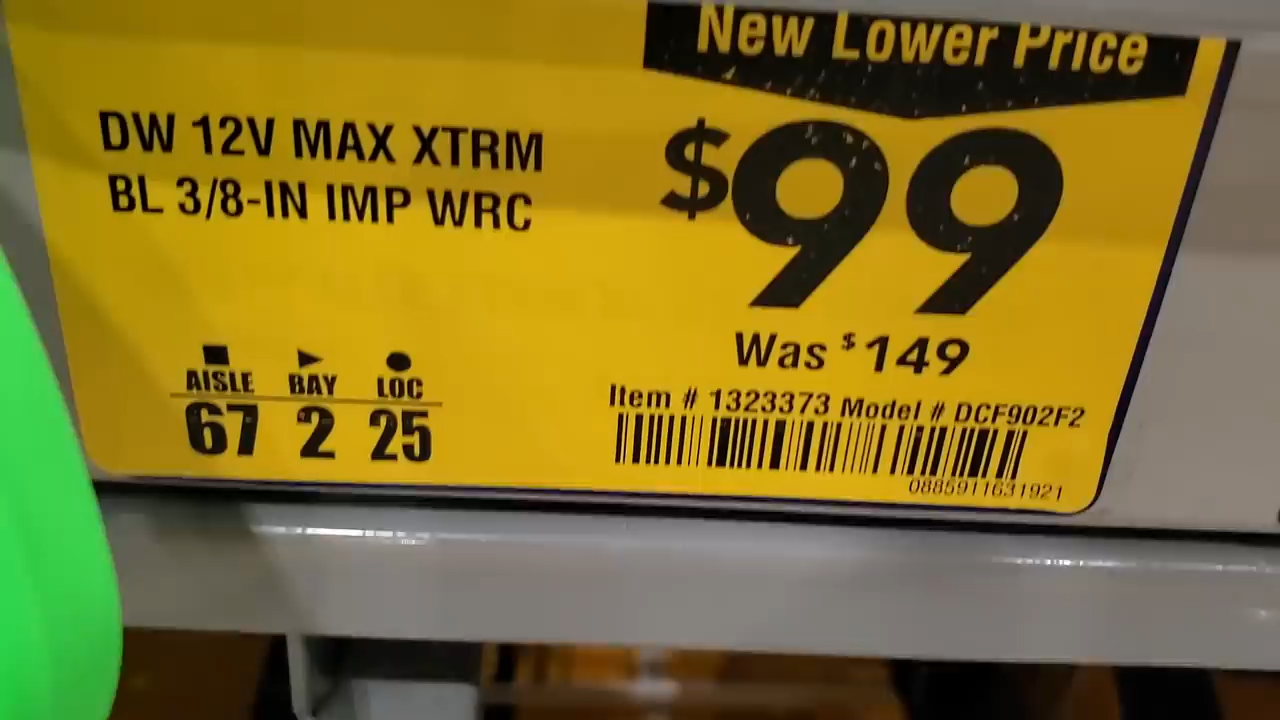 New Lower Price
DW 12V MAX XTRM
BL 3/8-IN IMP WRC
$99
Was $149
AISLE BAY LOC
67 2 25
Item # 1323373 Model # DCF902F2
0885911631921